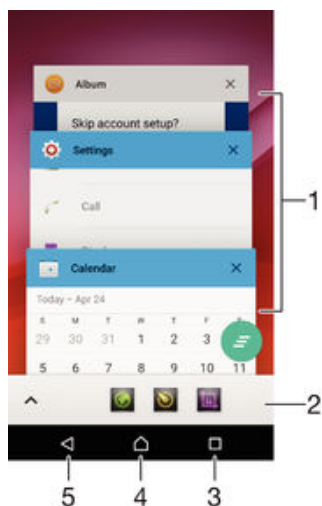 Album
Skip account setup?
Settings
Call
Calendar
Today – Apr 24
S M T W T F S
29 30 31 1 2 3
5 6 7 8 9 10 11
1
2
5 4 3